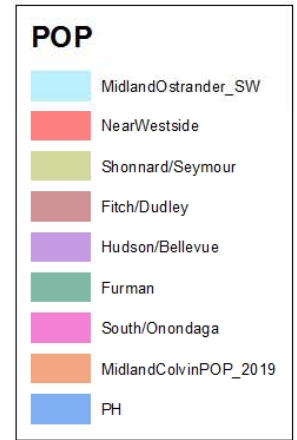 POP
MidlandOstrander_SW
NearWestside
Shonnard/Seymour
Fitch/Dudley
Hudson/Bellevue
Furman
South/Onondaga
MidlandColvinPOP_2019
PH